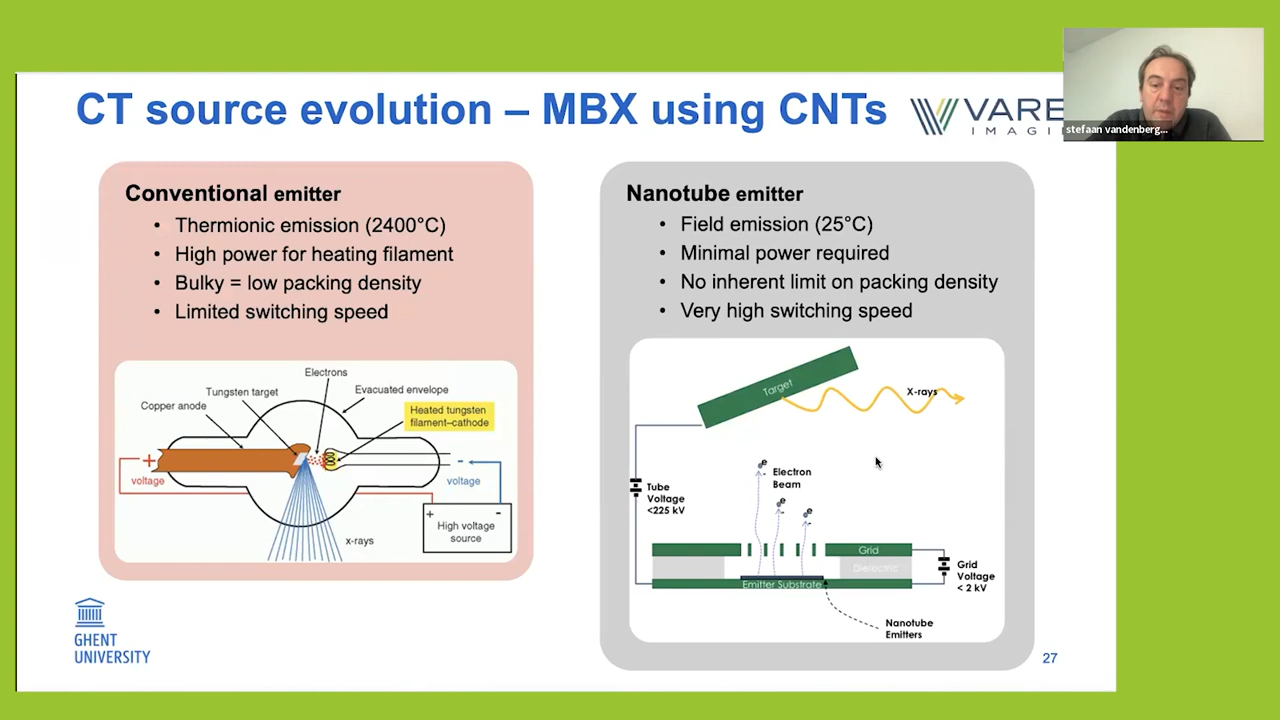 CT source evolution – MBX using CNTs
VARE
IMAGI
stefaan vandenberg...
Conventional emitter
• Thermionic emission (2400°C)
• High power for heating filament
• Bulky = low packing density
• Limited switching speed
Electrons
Tungsten target
Evacuated envelope
Copper anode
Heated tungsten
filament–cathode
+
-
voltage
voltage
+ -
High voltage
source
x-rays
Nanotube emitter
• Field emission (25°C)
• Minimal power required
• No inherent limit on packing density
• Very high switching speed
Target
X-rays
e-
Electron
Beam
e-
e-
Tube
Voltage
<225 kV
Grid
Dielectric
Emitter Substrate
Grid
Voltage
< 2 kV
Nanotube
Emitters
GHENT
UNIVERSITY
27